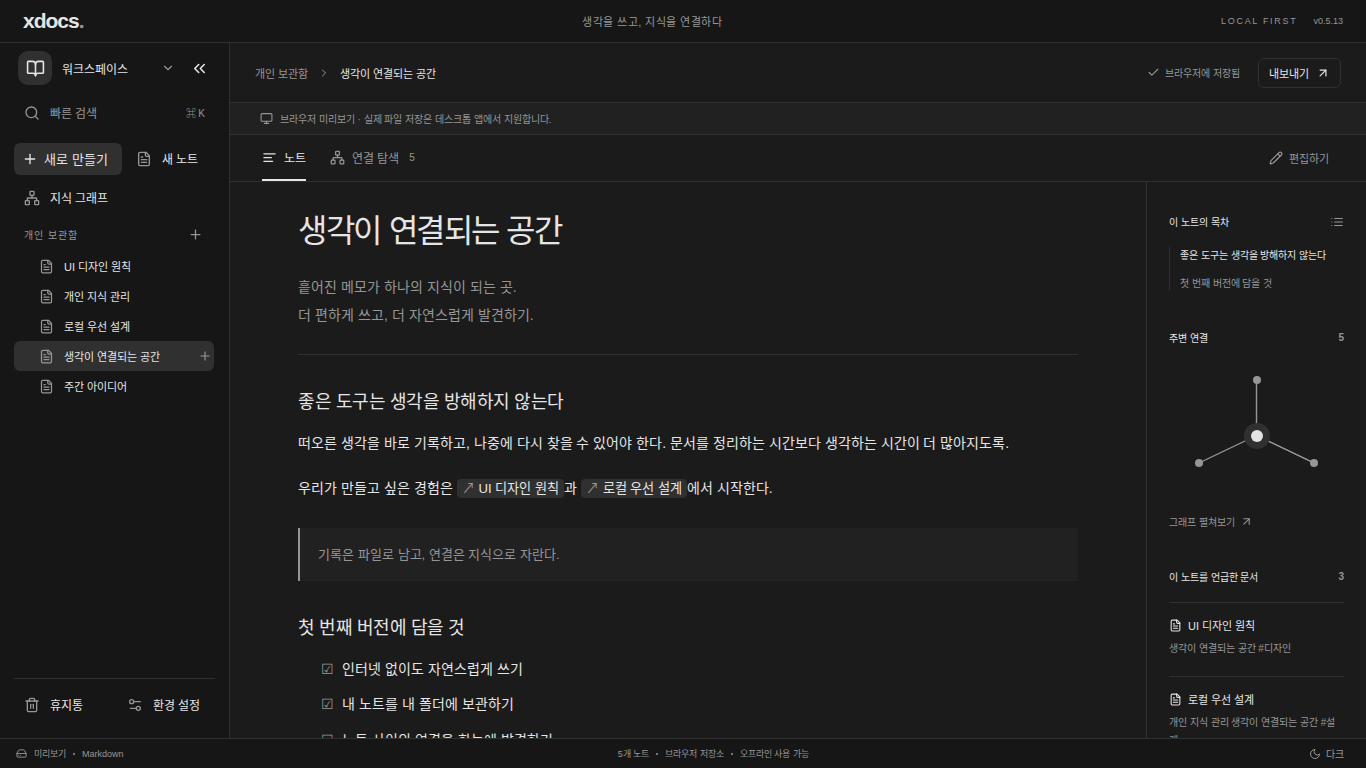 xdocs.
생각을 쓰고, 지식을 연결하다
LOCAL FIRST v0.5.13
워크스페이스
빠른 검색 ⌘K
새로 만들기 새 노트
지식 그래프
개인 보관함
UI 디자인 원칙
개인 지식 관리
로컬 우선 설계
생각이 연결되는 공간
주간 아이디어
휴지통 환경 설정
개인 보관함 > 생각이 연결되는 공간
브라우저에 저장됨 내보내기
브라우저 미리보기 · 실제 파일 저장은 데스크톱 앱에서 지원합니다.
노트 연결 탐색 5 편집하기
생각이 연결되는 공간
흩어진 메모가 하나의 지식이 되는 곳.
더 편하게 쓰고, 더 자연스럽게 발견하기.
좋은 도구는 생각을 방해하지 않는다
떠오른 생각을 바로 기록하고, 나중에 다시 찾을 수 있어야 한다. 문서를 정리하는 시간보다 생각하는 시간이 더 많아지도록.
우리가 만들고 싶은 경험은 ↗ UI 디자인 원칙과 ↗ 로컬 우선 설계에서 시작한다.
기록은 파일로 남고, 연결은 지식으로 자란다.
첫 번째 버전에 담을 것
☑ 인터넷 없이도 자연스럽게 쓰기
☑ 내 노트를 내 폴더에 보관하기
이 노트의 목차
좋은 도구는 생각을 방해하지 않는다
첫 번째 버전에 담을 것
주변 연결 5
그래프 펼쳐보기
이 노트를 언급한 문서 3
UI 디자인 원칙
생각이 연결되는 공간 #디자인
로컬 우선 설계
개인 지식 관리 생각이 연결되는 공간 #설
미리보기 • Markdown
5개 노트 • 브라우저 저장소 • 오프라인 사용 가능
다크